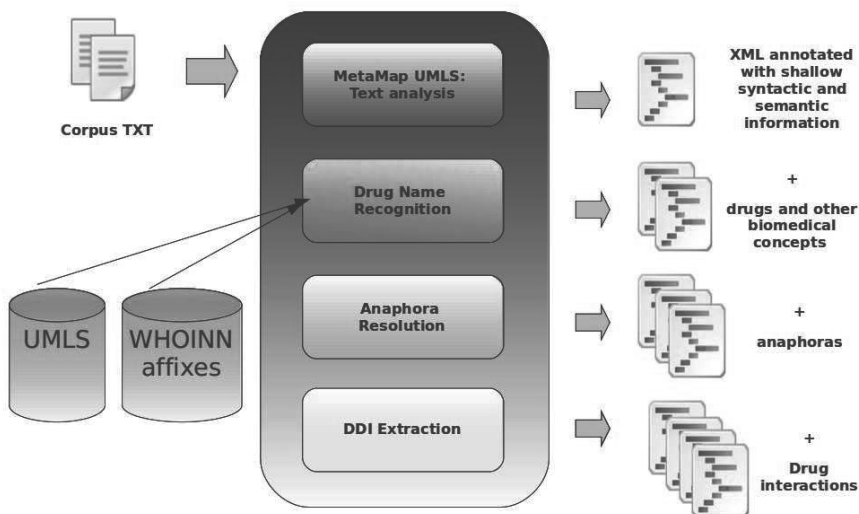 Corpus TXT
MetaMap UMLS:
Text analysis
XML annotated
with shallow
syntactic and
semantic
information
Drug Name
Recognition
+
drugs and other
biomedical
concepts
UMLS
WHOINN
affixes
Anaphora
Resolution
+
anaphoras
DDI Extraction
+
Drug
interactions